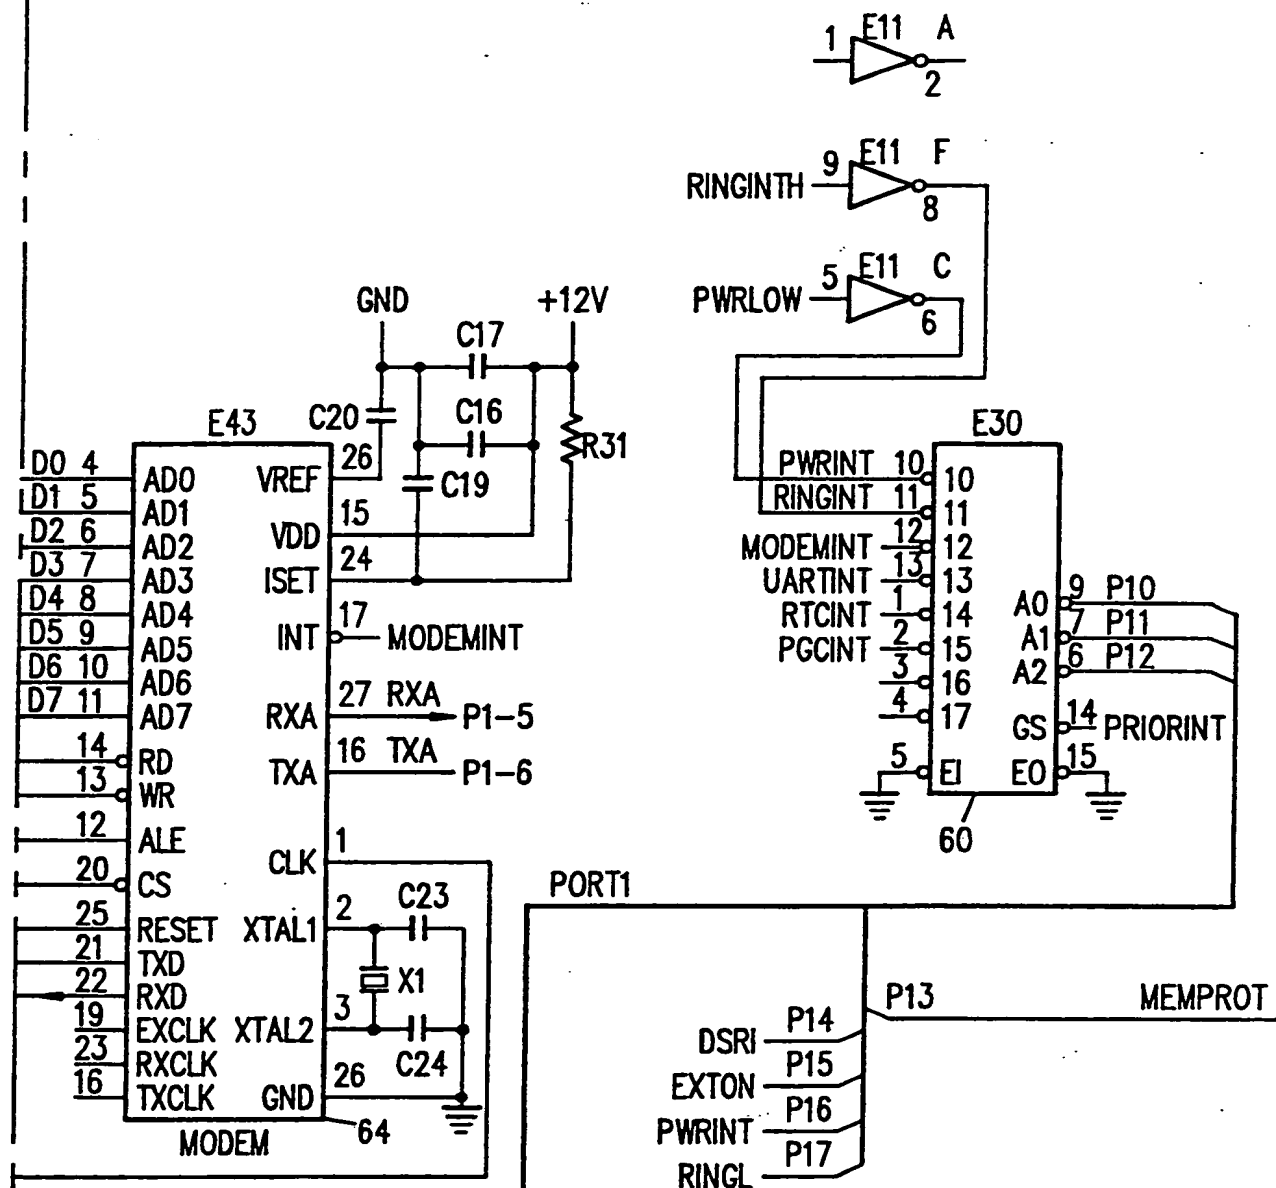 1 E11 A
2
RINGINTH 9 E11 F
8
PWRLOW 5 E11 C
6
GND +12V
C17
C20 C16
R31
C19
E43
D0 4 AD0 VREF 26
D1 5 AD1
D2 6 AD2 VDD 15
D3 7 AD3 ISET 24
D4 8 AD4
D5 9 AD5 INT 17 MODEMINT
D6 10 AD6
D7 11 AD7 RXA 27 RXA P1-5
14 RD TXA 16 TXA P1-6
13 WR
12 ALE CLK 1
20 CS
25 RESET XTAL1 2 C23
21 TXD
22 RXD X1
19 EXCLK XTAL2 3
23 RXCLK C24
16 TXCLK GND 26
MODEM 64
E30
PWRINT 10 10
RINGINT 11 11
MODEMINT 12 12
UARTINT 13 13
RTCINT 1 14 A0 9 P10
PGCINT 2 15 A1 7 P11
3 16 A2 6 P12
4 17 GS 14 PRIORINT
5 EI EO 15
60
PORT1
P13 MEMPROT
DSRI P14
EXTON P15
PWRINT P16
RINGL P17